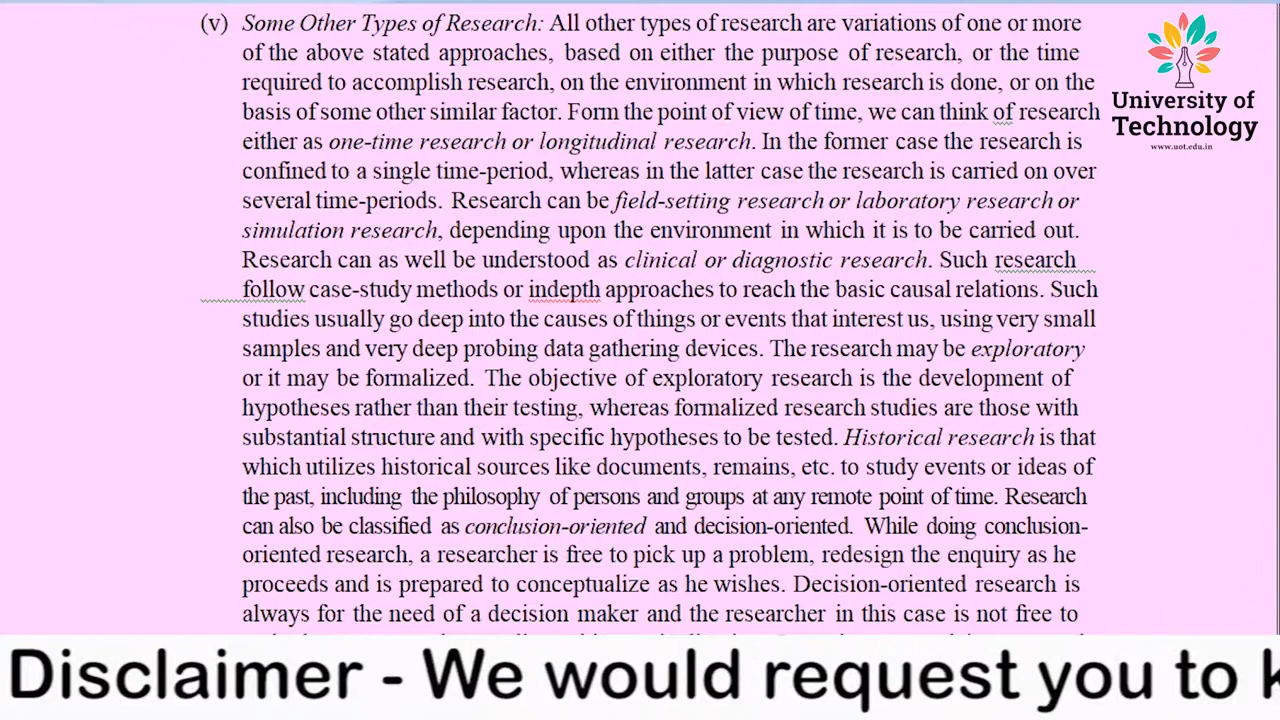 (v) Some Other Types of Research: All other types of research are variations of one or more
of the above stated approaches, based on either the purpose of research, or the time
required to accomplish research, on the environment in which research is done, or on the
basis of some other similar factor. Form the point of view of time, we can think of research
either as one-time research or longitudinal research. In the former case the research is
confined to a single time-period, whereas in the latter case the research is carried on over
several time-periods. Research can be field-setting research or laboratory research or
simulation research, depending upon the environment in which it is to be carried out.
Research can as well be understood as clinical or diagnostic research. Such research
follow case-study methods or indepth approaches to reach the basic causal relations. Such
studies usually go deep into the causes of things or events that interest us, using very small
samples and very deep probing data gathering devices. The research may be exploratory
or it may be formalized. The objective of exploratory research is the development of
hypotheses rather than their testing, whereas formalized research studies are those with
substantial structure and with specific hypotheses to be tested. Historical research is that
which utilizes historical sources like documents, remains, etc. to study events or ideas of
the past, including the philosophy of persons and groups at any remote point of time. Research
can also be classified as conclusion-oriented and decision-oriented. While doing conclusion-
oriented research, a researcher is free to pick up a problem, redesign the enquiry as he
proceeds and is prepared to conceptualize as he wishes. Decision-oriented research is
always for the need of a decision maker and the researcher in this case is not free to
University of
Technology
www.uot.edu.in
Disclaimer - We would request you to